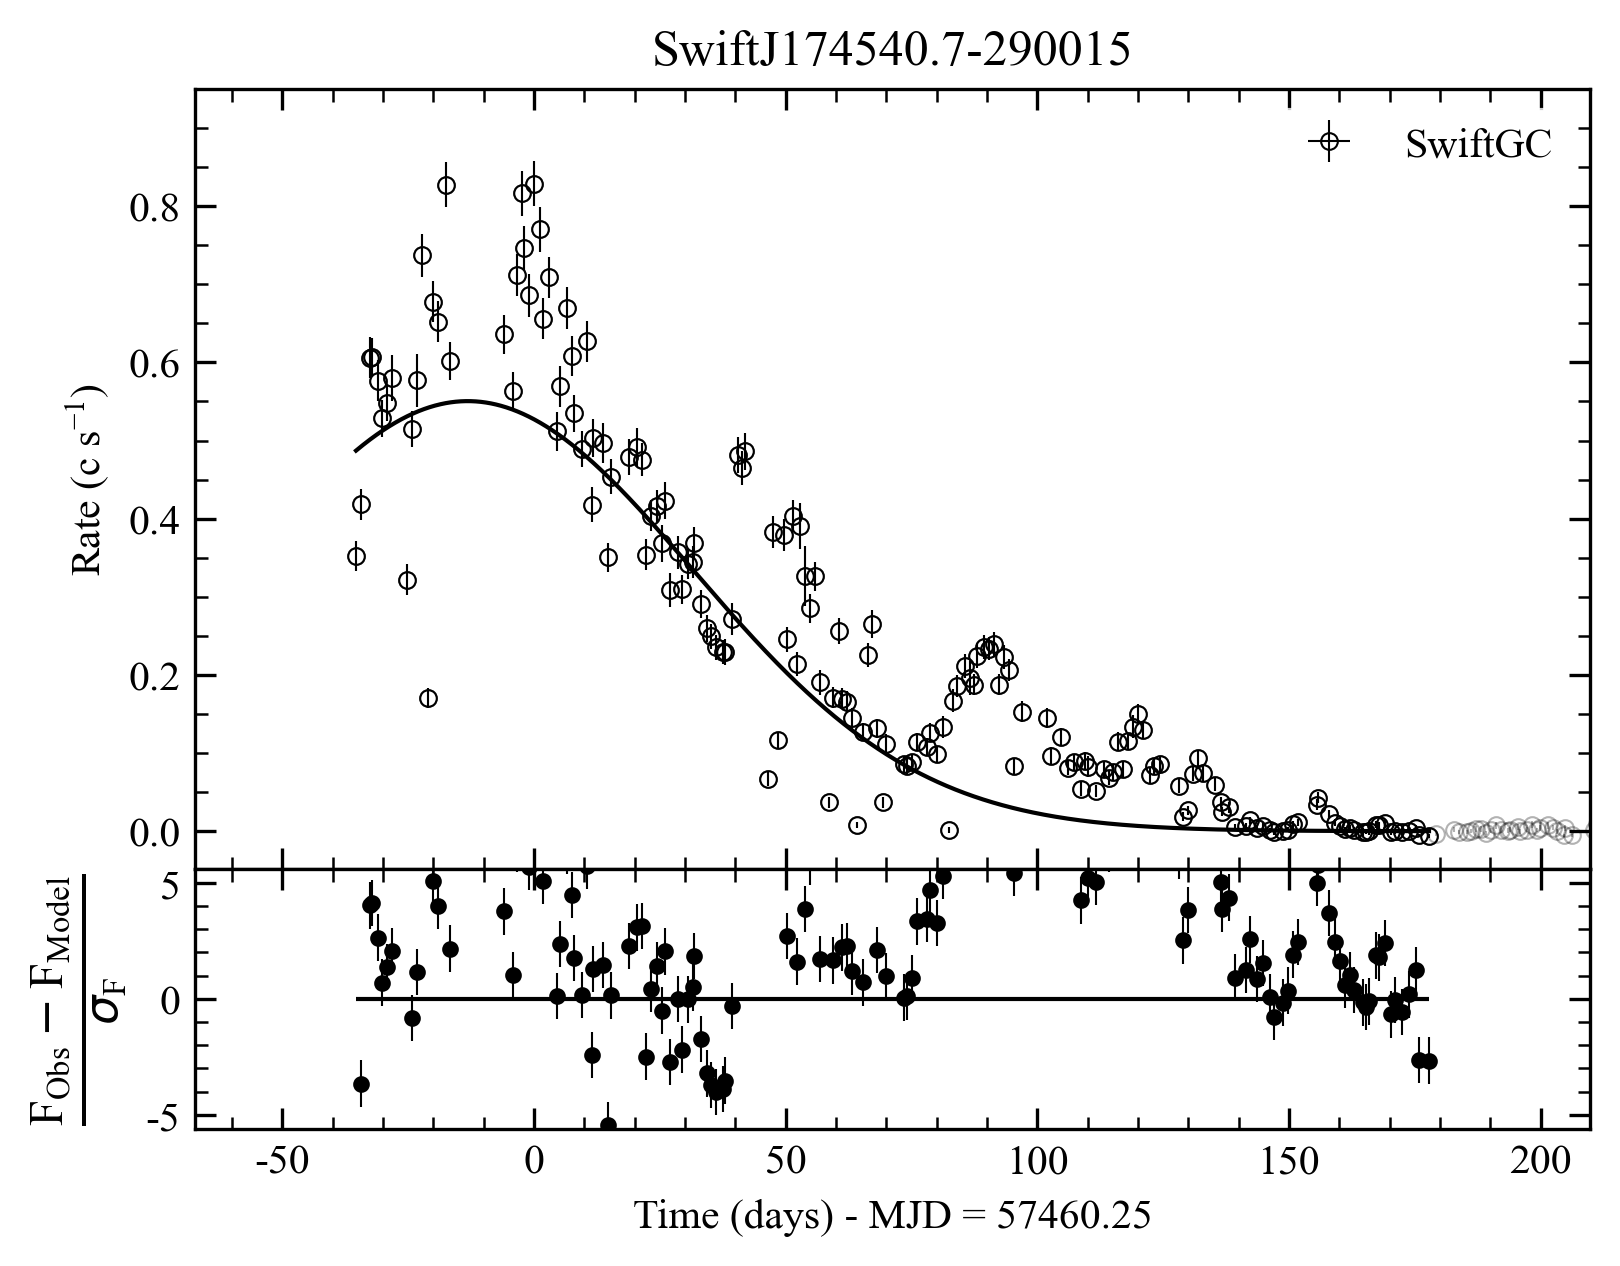 SwiftJ174540.7-290015
SwiftGC
Rate (c s⁻¹)
0.8
0.6
0.4
0.2
0.0
F_Obs − F_Model
σ_F
5
0
-5
-50 0 50 100 150 200
Time (days) - MJD = 57460.25